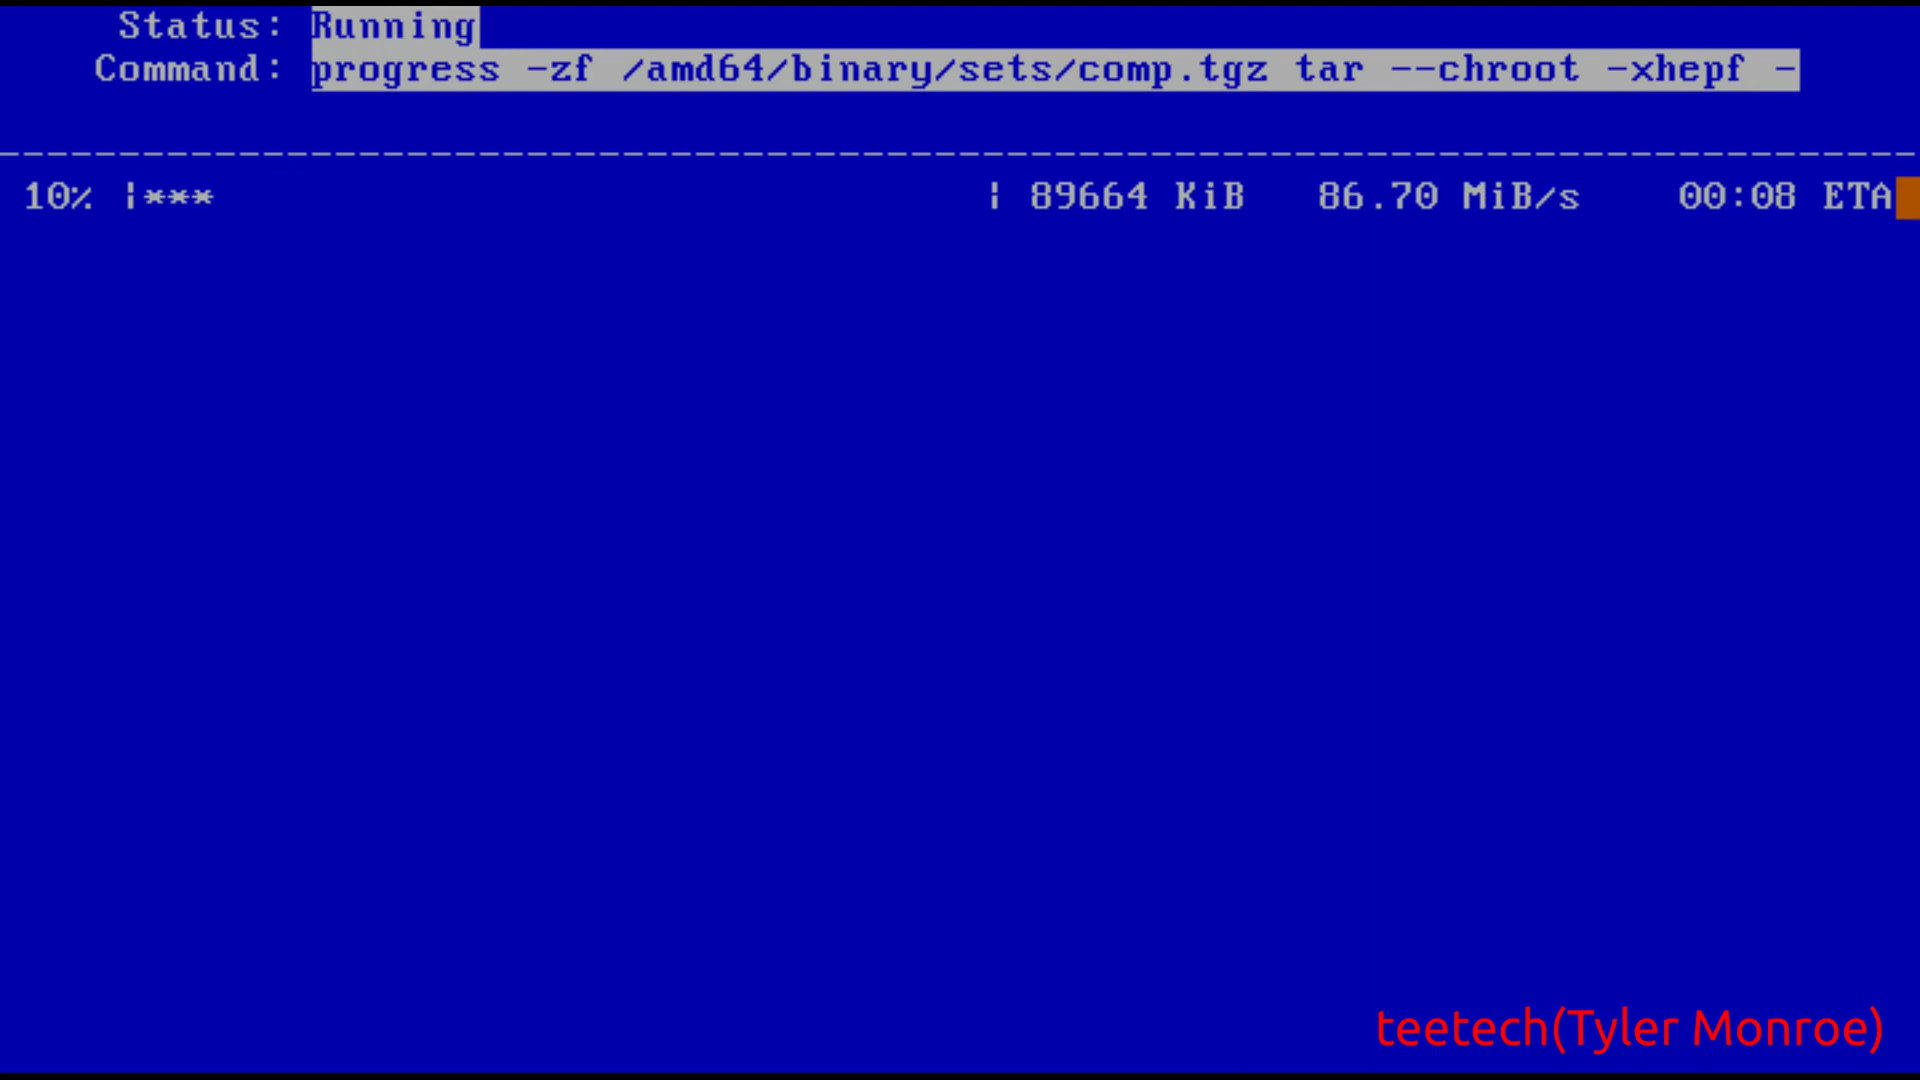 Status: Running
Command: progress -zf /amd64/binary/sets/comp.tgz tar --chroot -xhepf -
--------------------------------------------------------------------------------
10% |*** | 89664 KiB 86.70 MiB/s 00:08 ETA
teetech(Tyler Monroe)